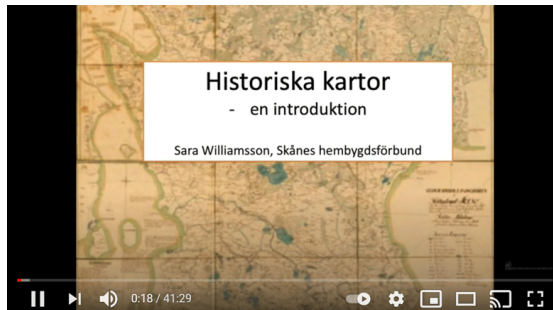 Historiska kartor
- en introduktion
Sara Williamsson, Skånes hembygdsförbund
0:18 / 41:29